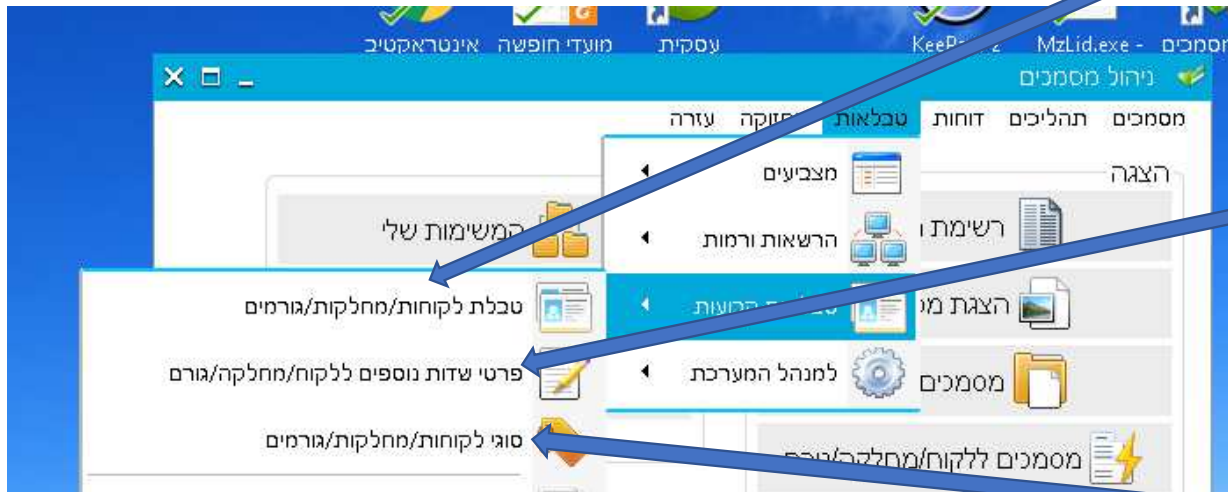 מסמכים MzLid.exe - עסקית מועדי חופשה אינטראקטיב
ניהול מסמכים
מסמכים תהליכים דוחות טבלאות עזרה
הצגה
מצביעים
רשימת
המשימות שלי
הרשאות ורמות
הצגת
טבלת לקוחות/מחלקות/גורמים
פרטי שדות נוספים ללקוח/מחלקה/גורם
למנהל המערכת
מסמכים
סוגי לקוחות/מחלקות/גורמים
מסמכים ללקוח/מחלקה/